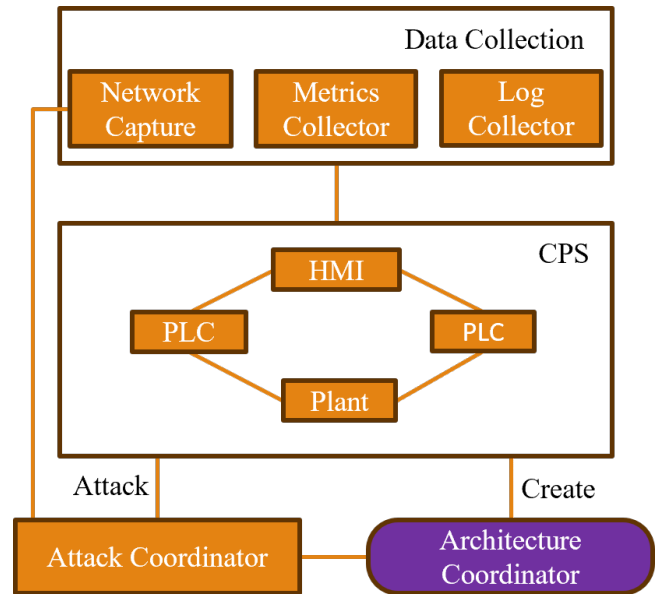 Data Collection
Network
Capture
Metrics
Collector
Log
Collector
CPS
HMI
PLC
PLC
Plant
Attack
Create
Attack Coordinator
Architecture
Coordinator